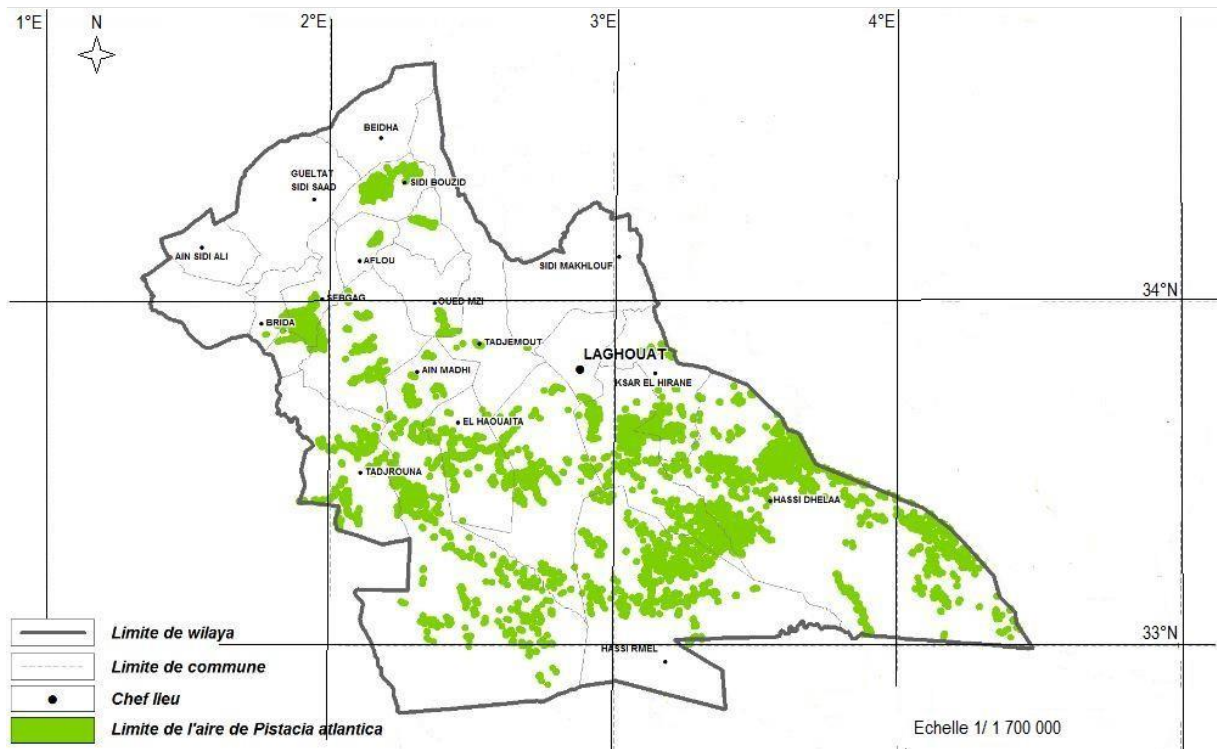 1°E
N
2°E
3°E
4°E
BEIDHA
GUELTAT
SIDI SAAD
SIDI BOUZID
AIN SIDI ALI
AFLOU
SIDI MAKHLOUF
34°N
SEBGAG
OUED MZI
BRIDA
TADJEMOUT
LAGHOUAT
AIN MADHI
KSAR EL HIRANE
EL HAOUAITA
TADJROUNA
HASSI DHELAA
33°N
HASSI RMEL
Limite de wilaya
Limite de commune
Chef lieu
Limite de l'aire de Pistacia atlantica
Echelle 1/ 1 700 000